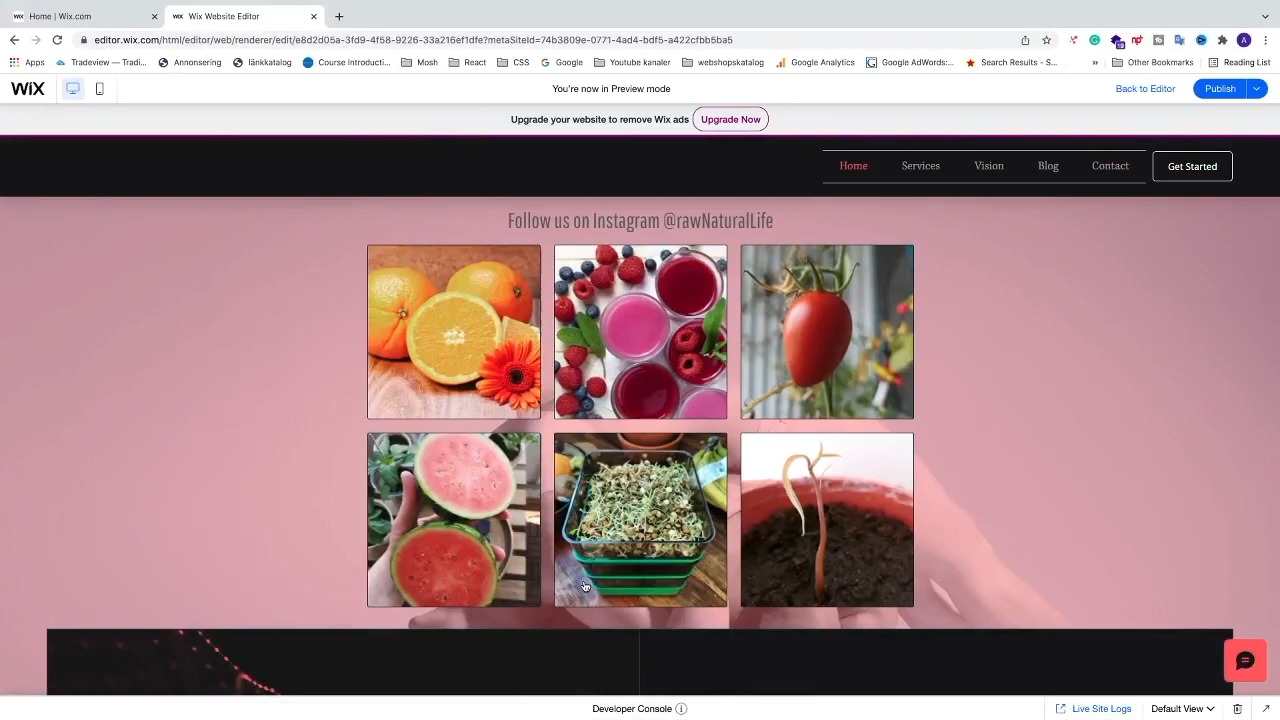 Home | Wix.com
Wix Website Editor
editor.wix.com/html/editor/web/renderer/edit/e8d2d05a-3fd9-4f58-9226-33a216ef1dfe?metaSiteId=74b3809e-0771-4ad4-bdf5-a422cfbb5ba5
Apps
Tradeview – Tradi...
Annonsering
länkkatalog
Course Introducti...
Mosh
React
CSS
Google
Youtube kanaler
webshopskatalog
Google Analytics
Google AdWords:...
Search Results - S...
Other Bookmarks
Reading List
WiX
You're now in Preview mode
Back to Editor
Publish
Upgrade your website to remove Wix ads
Upgrade Now
Home
Services
Vision
Blog
Contact
Get Started
Follow us on Instagram @rawNaturalLife
Developer Console
Live Site Logs
Default View